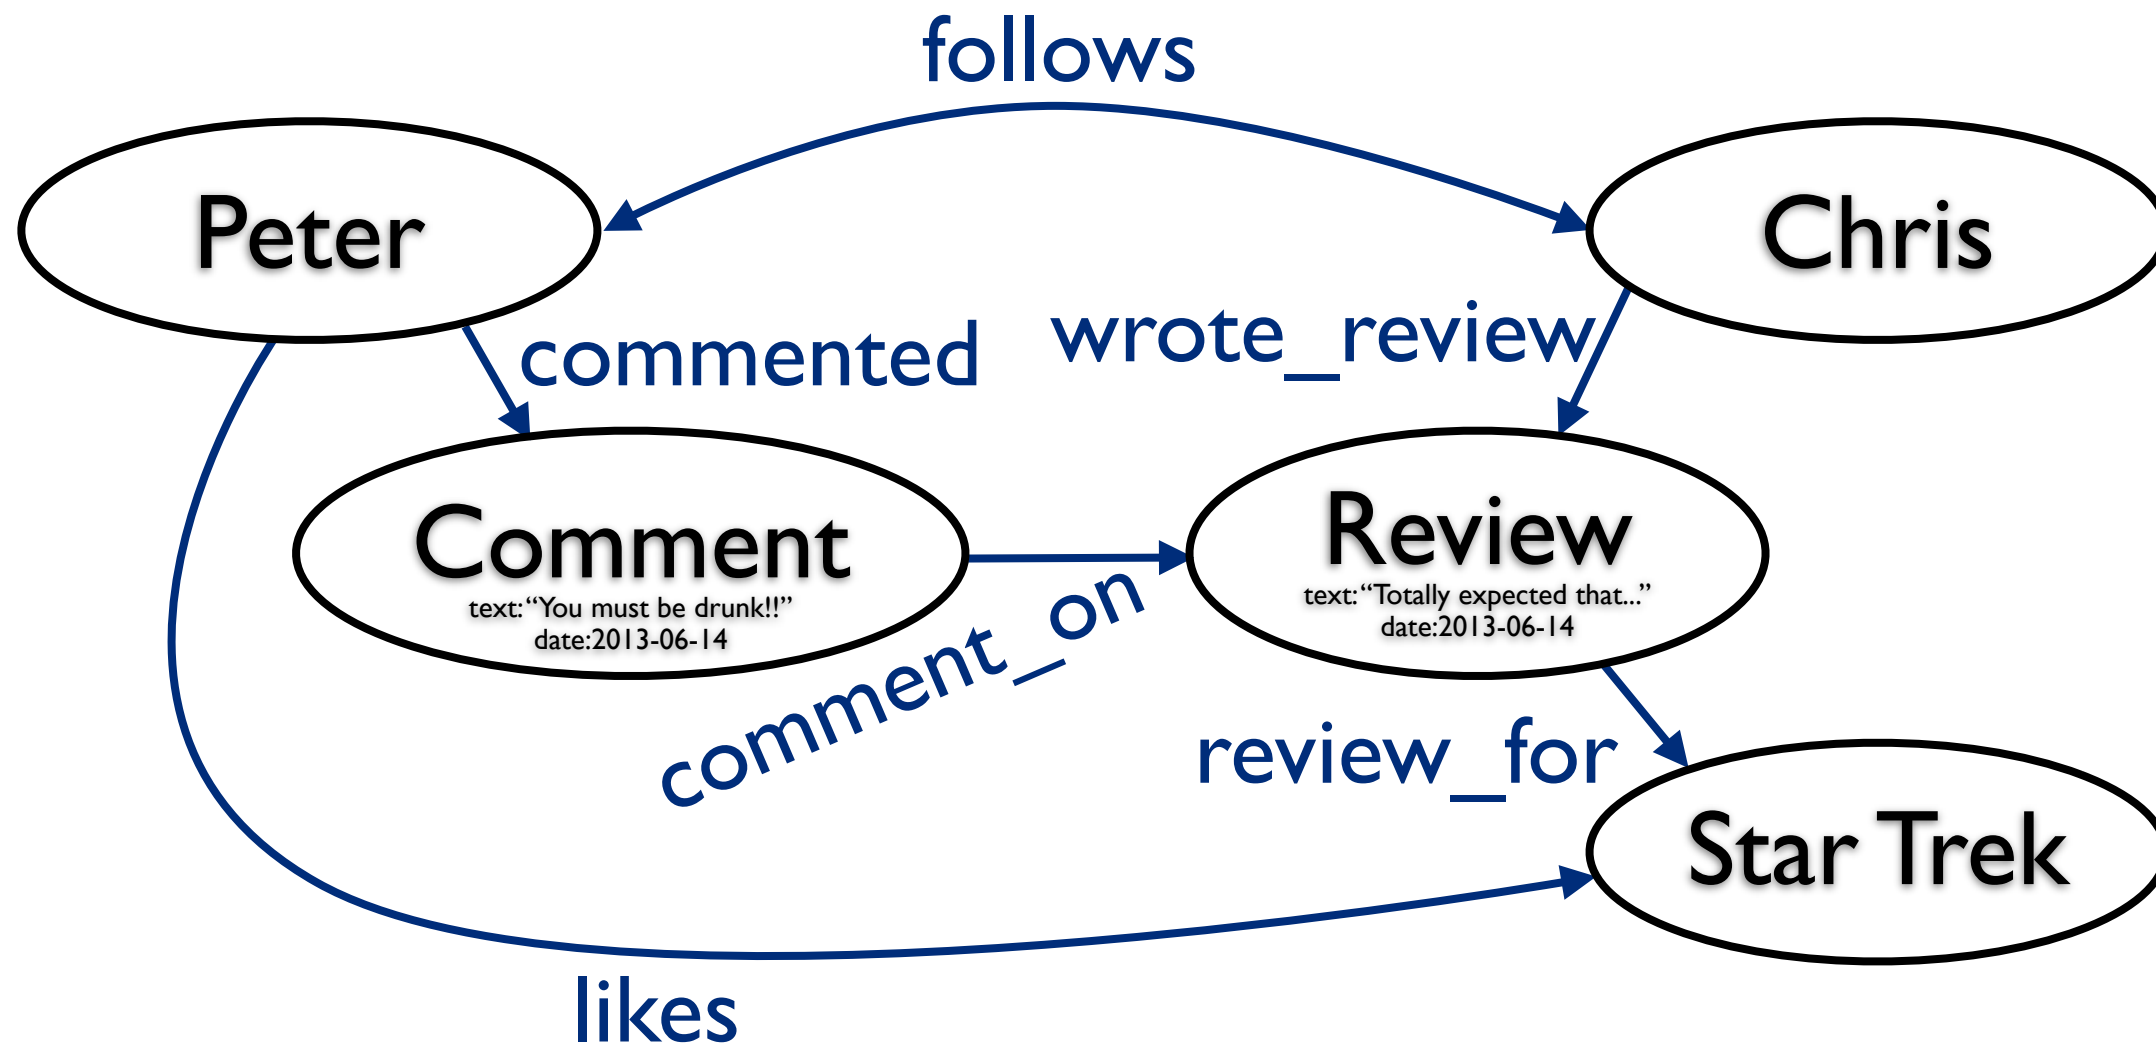 follows
Peter
Chris
commented
wrote_review
Comment
text:“You must be drunk!!”
date:2013-06-14
Review
text:“Totally expected that...”
date:2013-06-14
comment_on
review_for
Star Trek
likes